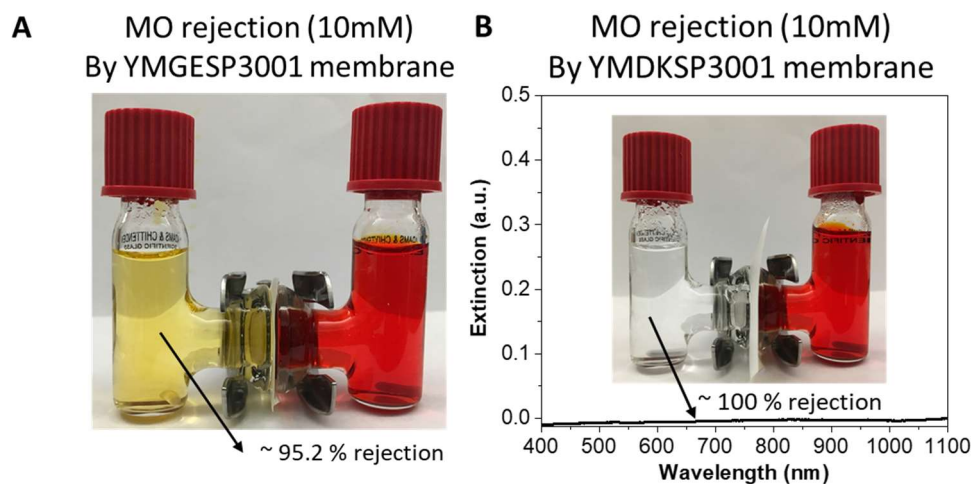 A
MO rejection (10mM)
By YMGESP3001 membrane
~ 95.2 % rejection
B
MO rejection (10mM)
By YMDKSP3001 membrane
Extinction (a.u.)
0.5
0.4
0.3
0.2
0.1
0.0
~ 100 % rejection
400 500 600 700 800 900 1000 1100
Wavelength (nm)